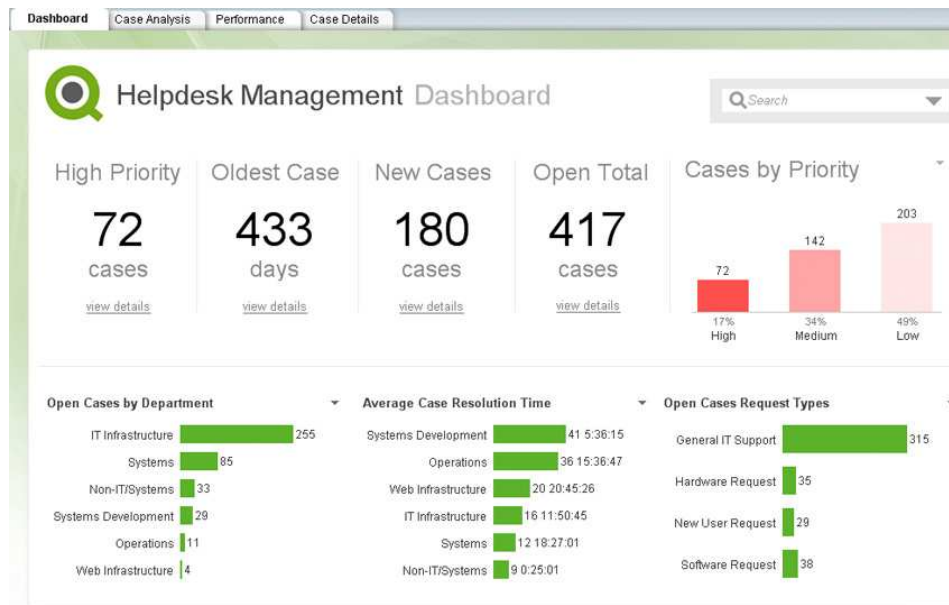 Dashboard Case Analysis Performance Case Details
Helpdesk Management Dashboard
Search
High Priority Oldest Case New Cases Open Total Cases by Priority
72 433 180 417
cases days cases cases
view details view details view details view details
203
142
72
17% 34% 49%
High Medium Low
Open Cases by Department Average Case Resolution Time Open Cases Request Types
IT Infrastructure 255
Systems 85
Non-IT/Systems 33
Systems Development 29
Operations 11
Web Infrastructure 4
Systems Development 41 5:36:15
Operations 36 15:36:47
Web Infrastructure 20 20:45:26
IT Infrastructure 16 11:50:45
Systems 12 18:27:01
Non-IT/Systems 9 0:25:01
General IT Support 315
Hardware Request 35
New User Request 29
Software Request 38